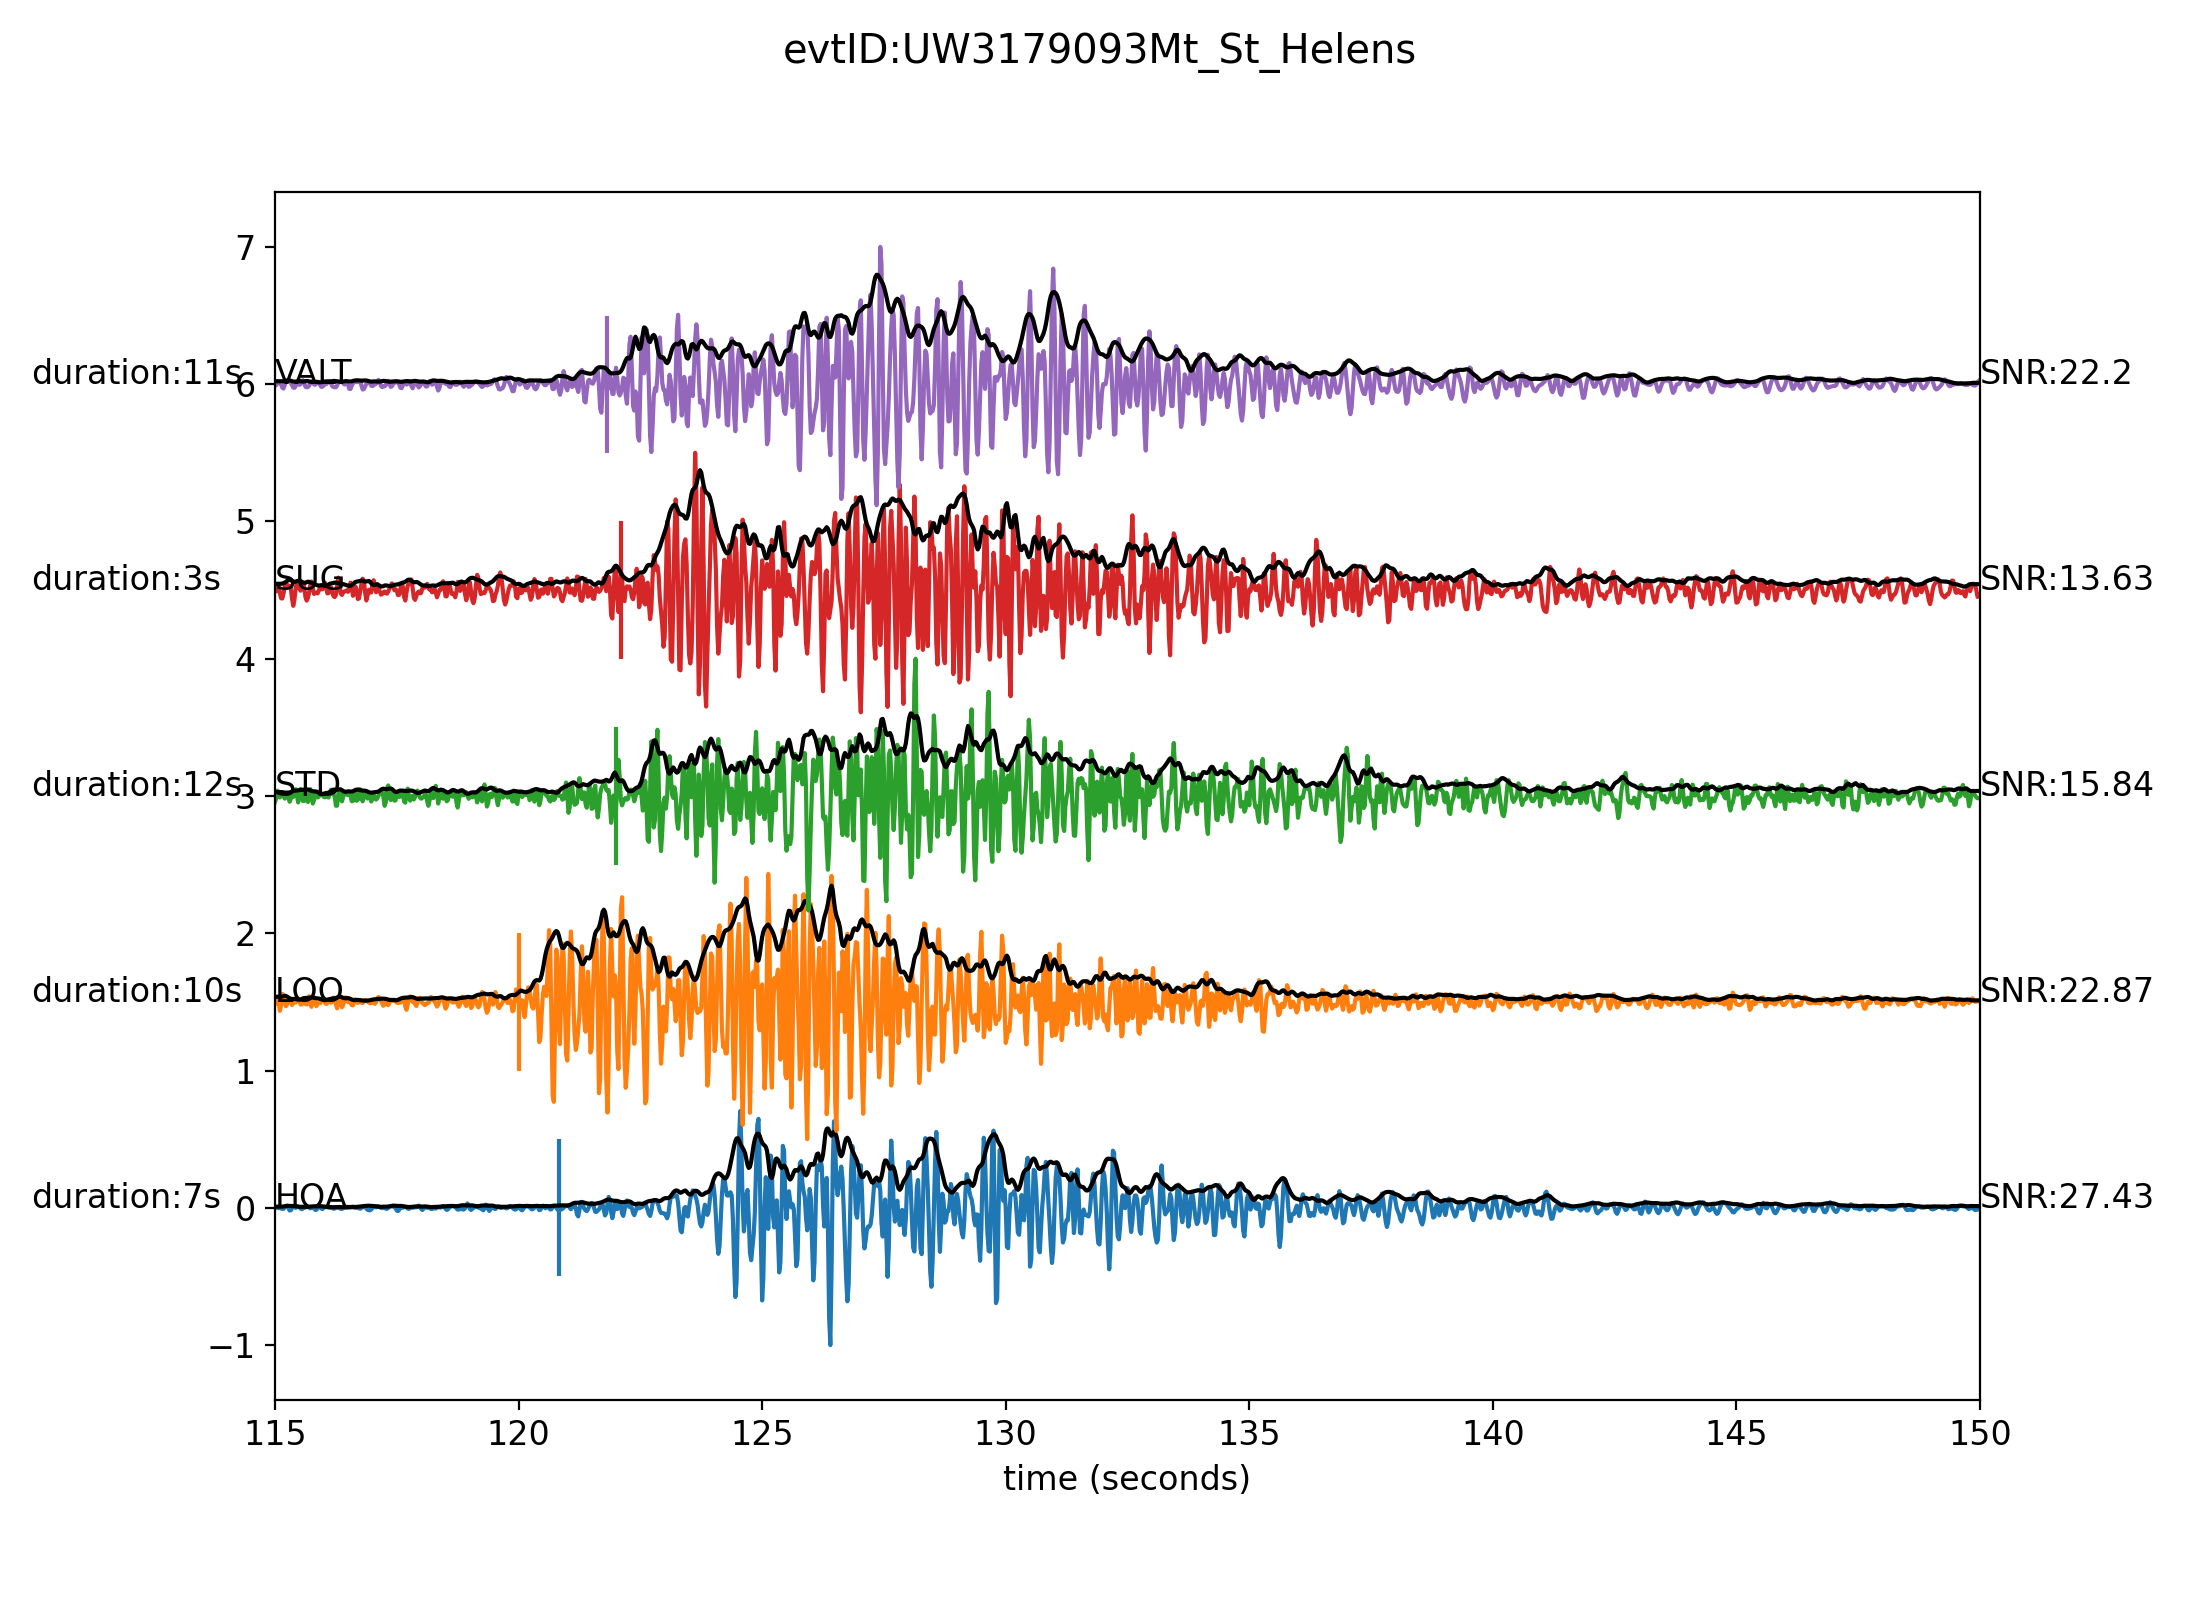 evtID:UW3179093Mt_St_Helens
7
duration:11s 6 VALT SNR:22.2
5
duration:3s SUG SNR:13.63
4
duration:12s 3 STD SNR:15.84
2
duration:10s LOO SNR:22.87
1
duration:7s 0 HOA SNR:27.43
−1
115 120 125 130 135 140 145 150
time (seconds)